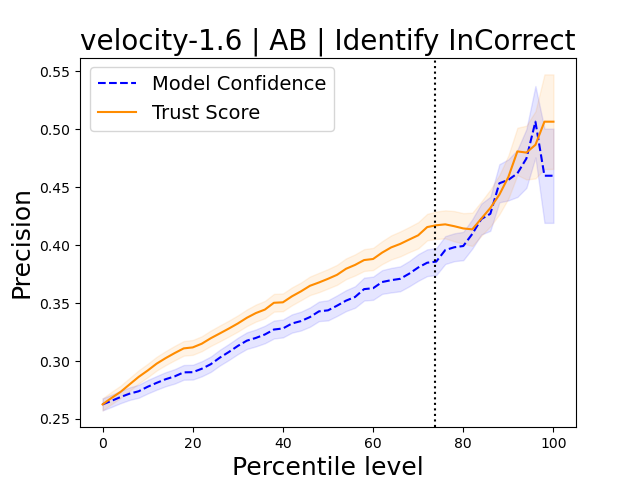 velocity-1.6 | AB | Identify InCorrect
Model Confidence
Trust Score
0.55
0.50
0.45
0.40
0.35
0.30
0.25
Precision
0 20 40 60 80 100
Percentile level